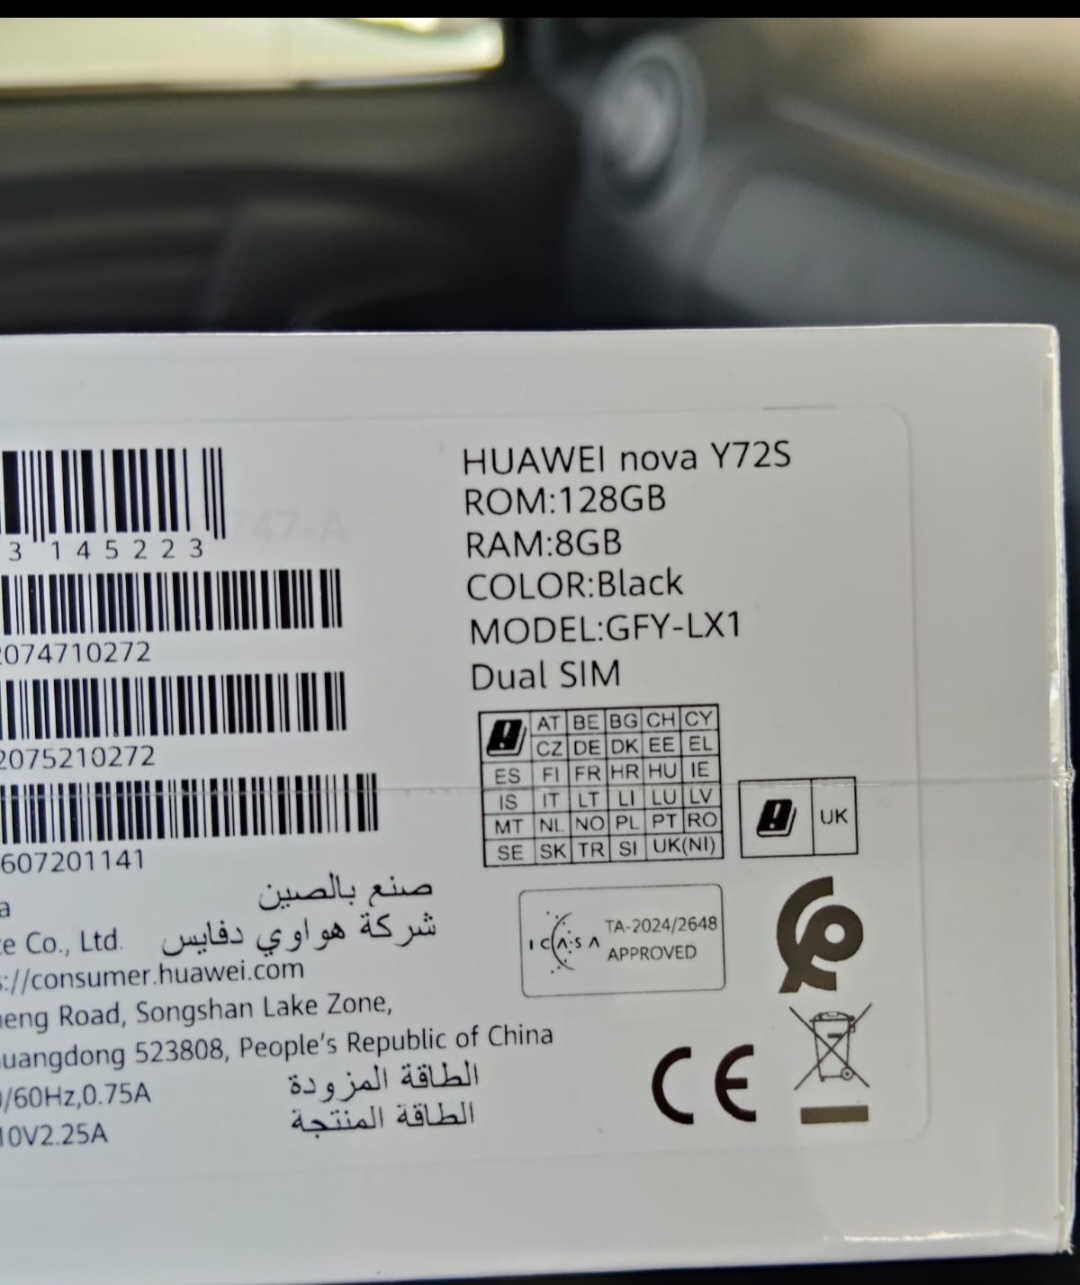 HUAWEI nova Y72S
ROM:128GB
RAM:8GB
COLOR:Black
MODEL:GFY-LX1
Dual SIM
3 145223
2074710272
2075210272
607201141
AT BE BG CH CY
CZ DE DK EE EL
ES FI FR HR HU IE
IS IT LT LI LU LV
MT NL NO PL PT RO
SE SK TR SI UK(NI)
UK
صنع بالصين
Co., Ltd. شركة هواوي دفايس
://consumer.huawei.com
Road, Songshan Lake Zone,
523808, People's Republic of China
/60Hz,0.75A الطاقة المزودة
10V2.25A الطاقة المنتجة
ICASA TA-2024/2648
APPROVED
CE